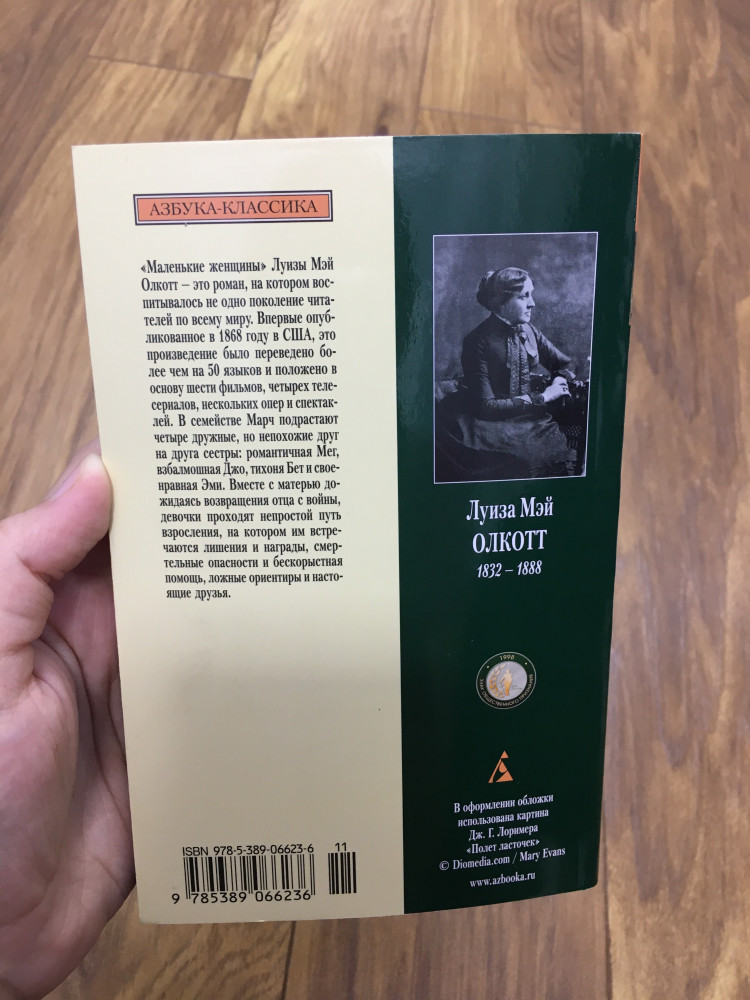 АЗБУКА-КЛАССИКА
«Маленькие женщины» Луизы Мэй
Олкотт – это роман, на котором вос-
питывалось не одно поколение чита-
телей по всему миру. Впервые опуб-
ликованное в 1868 году в США, это
произведение было переведено бо-
лее чем на 50 языков и положено в
основу шести фильмов, четырех теле-
сериалов, нескольких опер и спектак-
лей. В семействе Марч подрастают
четыре дружные, но непохожие друг
на друга сестры: романтичная Мег,
взбалмошная Джо, тихоня Бет и свое-
нравная Эми. Вместе с матерью до-
жидаясь возвращения отца с войны,
девочки проходят непростой путь
взросления, на котором им встре-
чаются лишения и награды, смер-
тельные опасности и бескорыстная
помощь, ложные ориентиры и насто-
ящие друзья.
ISBN 978-5-389-06623-6
11
9 785389 066236
Луиза Мэй
ОЛКОТТ
1832 – 1888
1998
ЗНАК ОБЩЕСТВЕННОГО ПРИЗНАНИЯ
В оформлении обложки
использована картина
Дж. Г. Лоримера
«Полет ласточек»
© Diomedia.com / Mary Evans
www.azbooka.ru